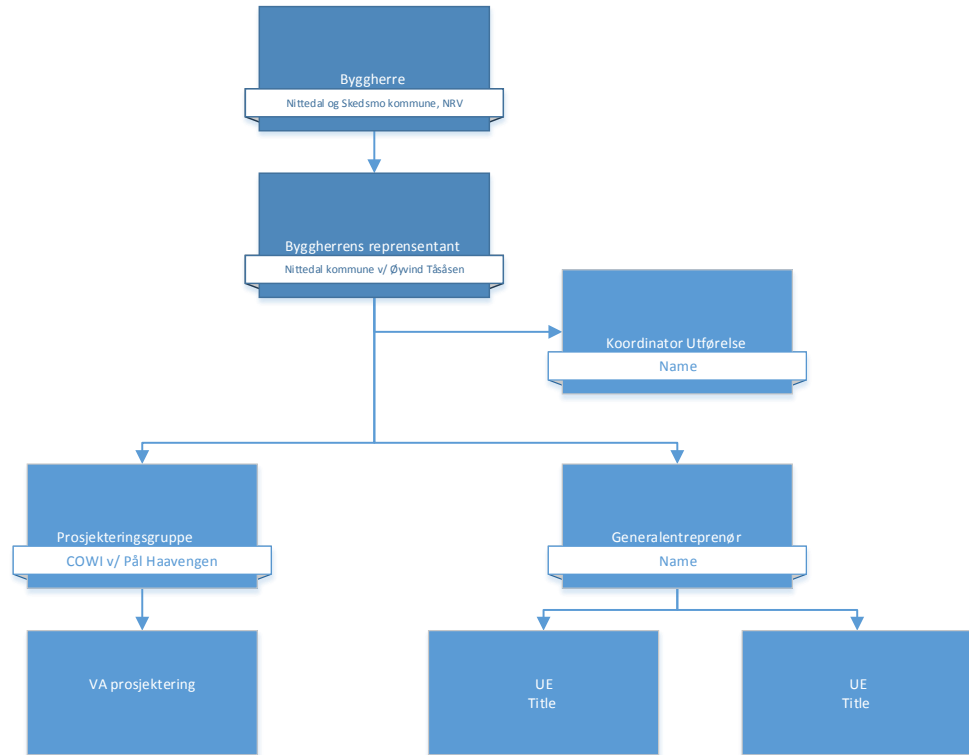 Byggherre
Nittedal og Skedsmo kommune, NRV
Byggherrens reprensentant
Nittedal kommune v/ Øyvind Tåsåsen
Koordinator Utførelse
Name
Prosjekteringsgruppe
COWI v/ Pål Haavengen
Generalentreprenør
Name
VA prosjektering
UE
Title
UE
Title